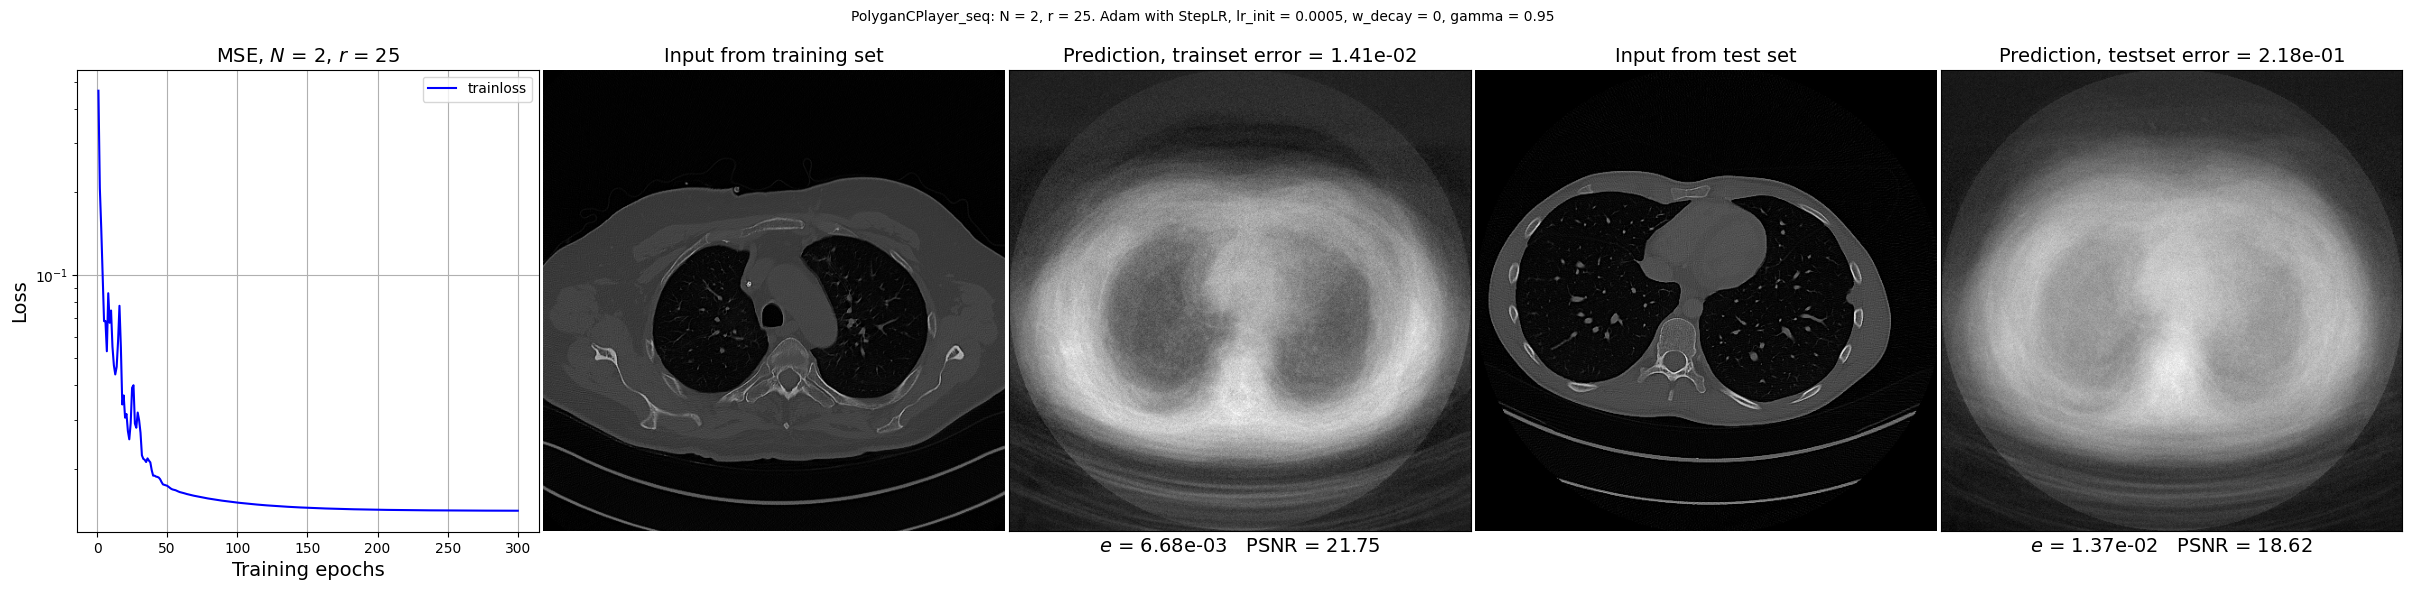 PolyganCPlayer_seq: N = 2, r = 25. Adam with StepLR, lr_init = 0.0005, w_decay = 0, gamma = 0.95
MSE, N = 2, r = 25
Input from training set
Prediction, trainset error = 1.41e-02
Input from test set
Prediction, testset error = 2.18e-01
trainloss
Loss
10⁻¹
0 50 100 150 200 250 300
Training epochs
e = 6.68e-03 PSNR = 21.75
e = 1.37e-02 PSNR = 18.62